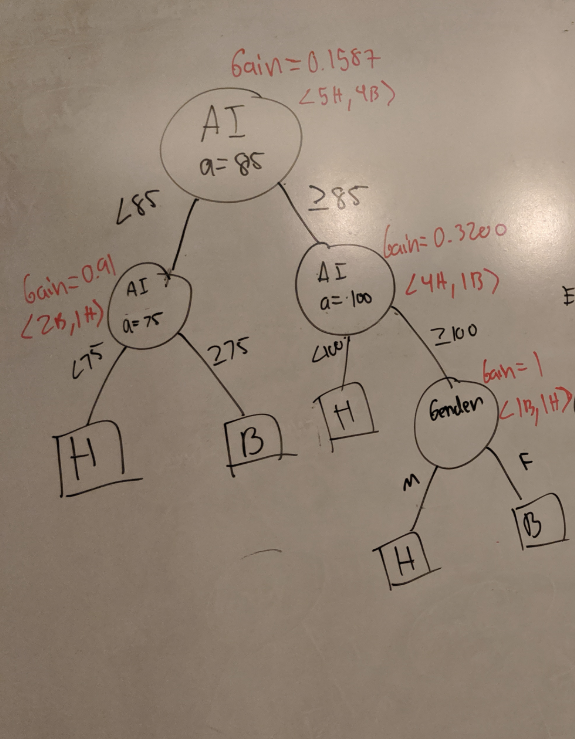 Gain=0.1587
<5H,4B>
AI
a=85
<85
≥85
Gain=0.91
<2B,1H>
AI
a=75
Gain=0.3200
<4H,1B>
AI
a=100
<75
≥75
<100
≥100
H
B
H
Gain=1
<1B,1H>
Gender
M
F
H
B